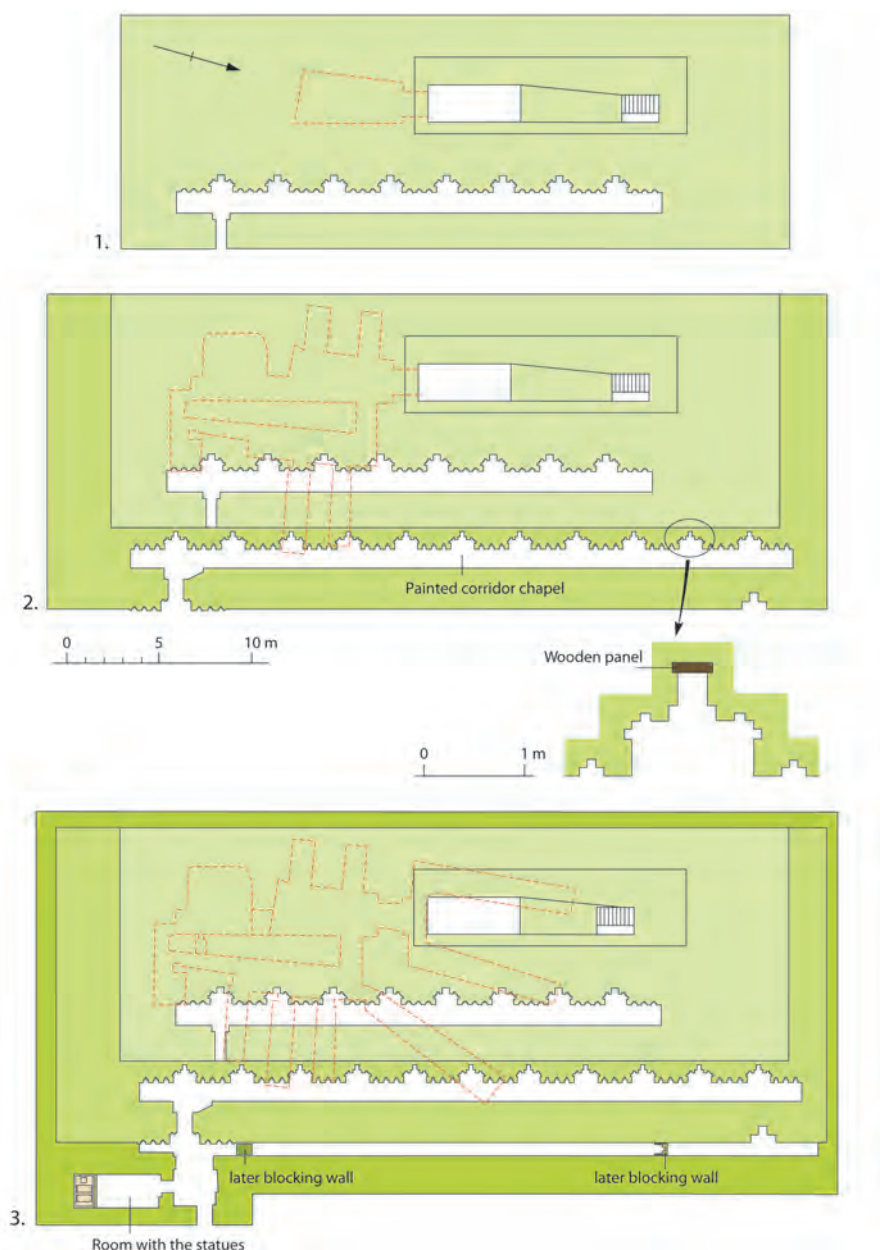 1.
2.
Painted corridor chapel
0 5 10 m
Wooden panel
0 1 m
3.
later blocking wall
later blocking wall
Room with the statues